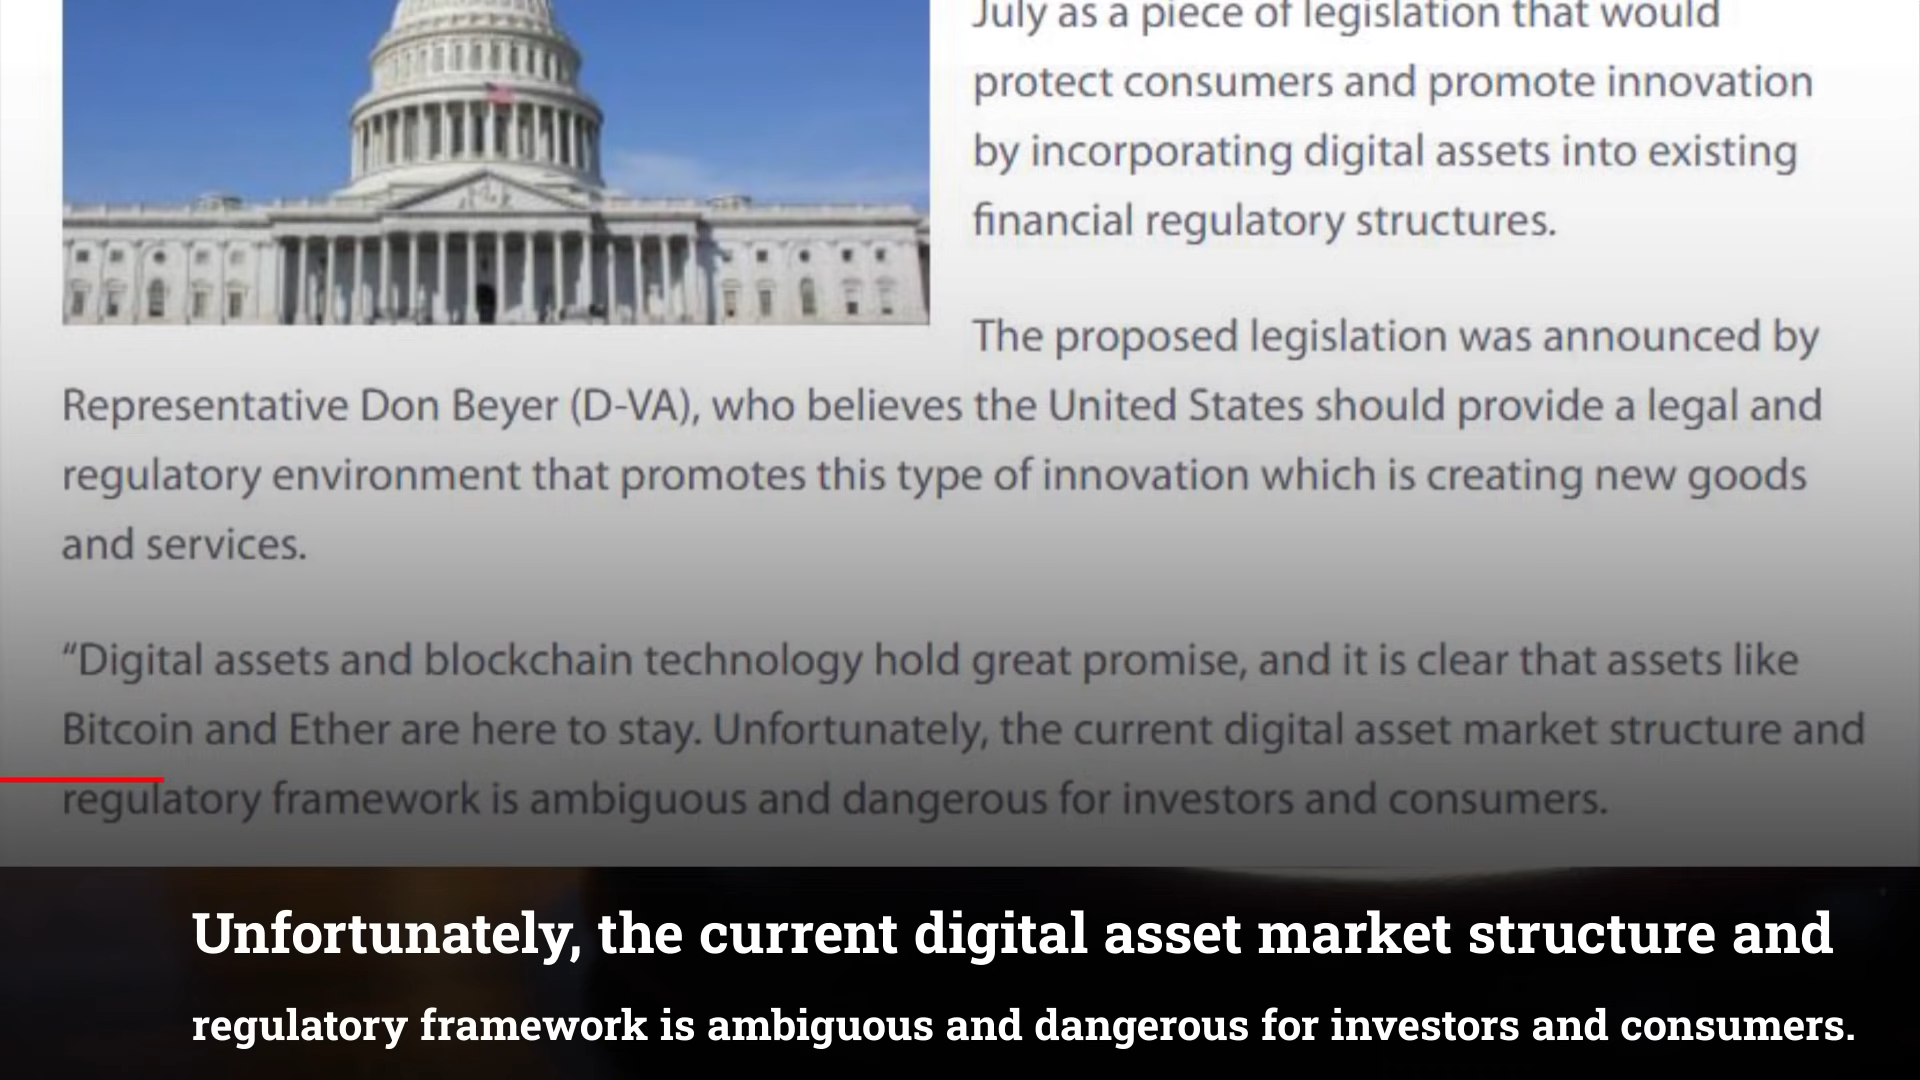 July as a piece of legislation that would
protect consumers and promote innovation
by incorporating digital assets into existing
financial regulatory structures.
The proposed legislation was announced by
Representative Don Beyer (D-VA), who believes the United States should provide a legal and
regulatory environment that promotes this type of innovation which is creating new goods
and services.
“Digital assets and blockchain technology hold great promise, and it is clear that assets like
Bitcoin and Ether are here to stay. Unfortunately, the current digital asset market structure and
regulatory framework is ambiguous and dangerous for investors and consumers.
Unfortunately, the current digital asset market structure and
regulatory framework is ambiguous and dangerous for investors and consumers.